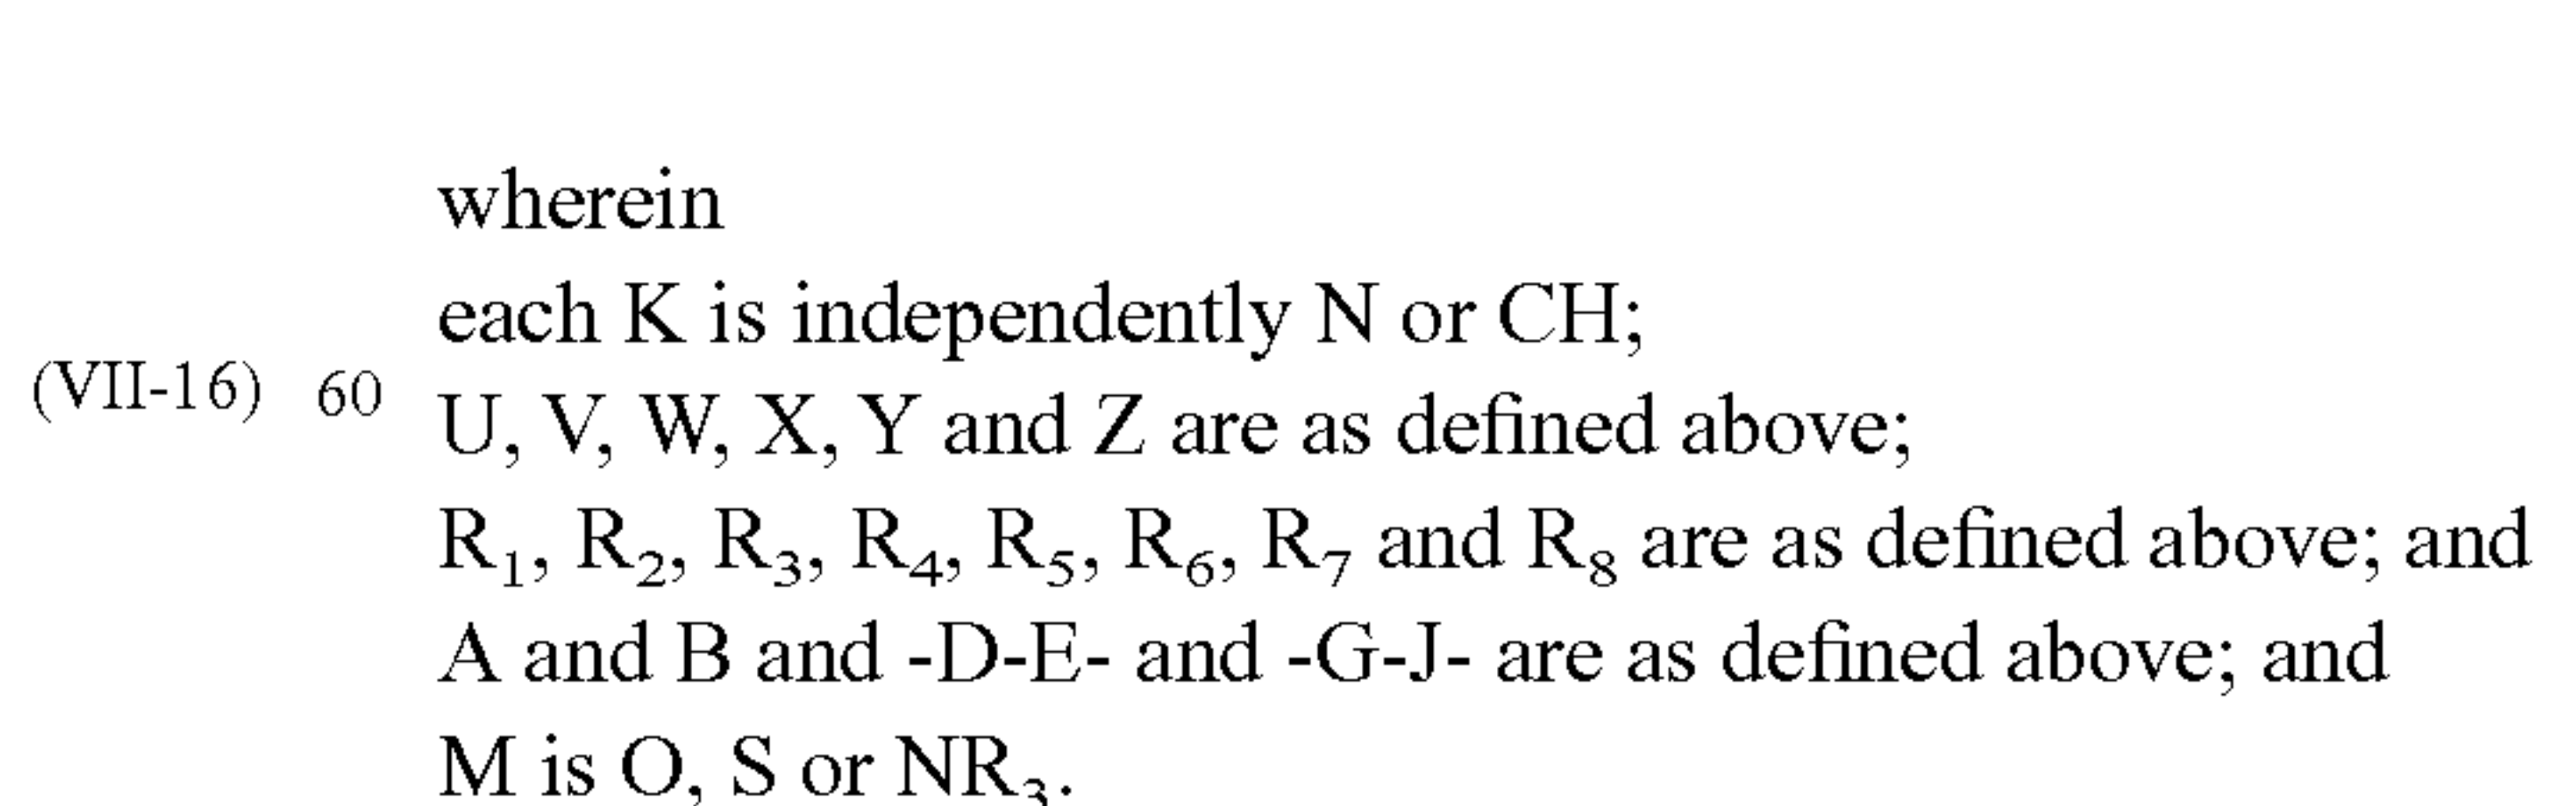 wherein
each K is independently N or CH;
(VII-16) 60 U, V, W, X, Y and Z are as defined above;
R₁, R₂, R₃, R₄, R₅, R₆, R₇ and R₈ are as defined above; and
A and B and -D-E- and -G-J- are as defined above; and
M is O, S or NR₃.